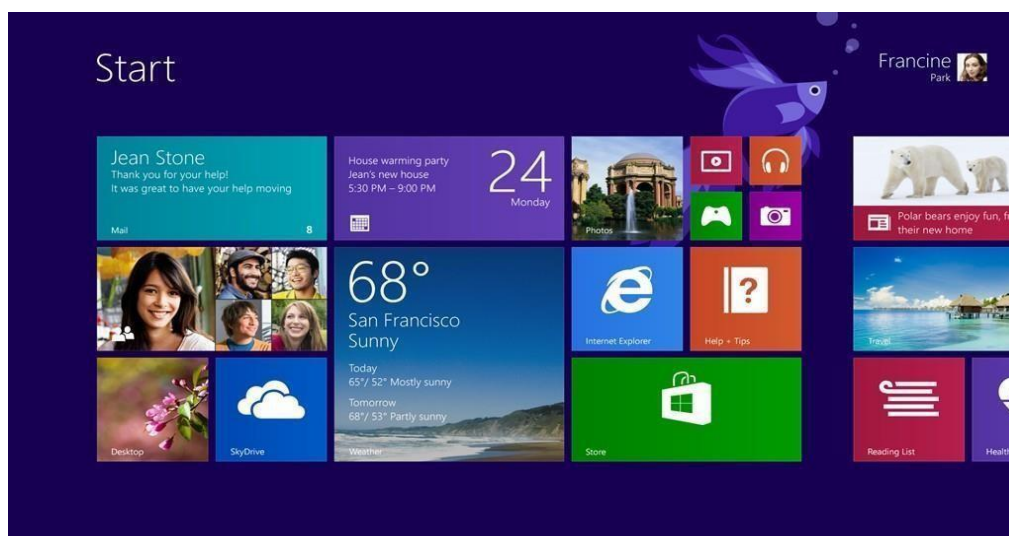 Start
Francine
Park
Jean Stone
Thank you for your help!
It was great to have your help moving
Mail
8
House warming party
Jean's new house
5:30 PM – 9:00 PM
24
Monday
Photos
Polar bears enjoy fun, f
their new home
68°
San Francisco
Sunny
Today
65°/ 52° Mostly sunny
Tomorrow
68°/ 53° Partly sunny
Weather
Internet Explorer
?
Help + Tips
Travel
Desktop
SkyDrive
Store
Reading List
Health